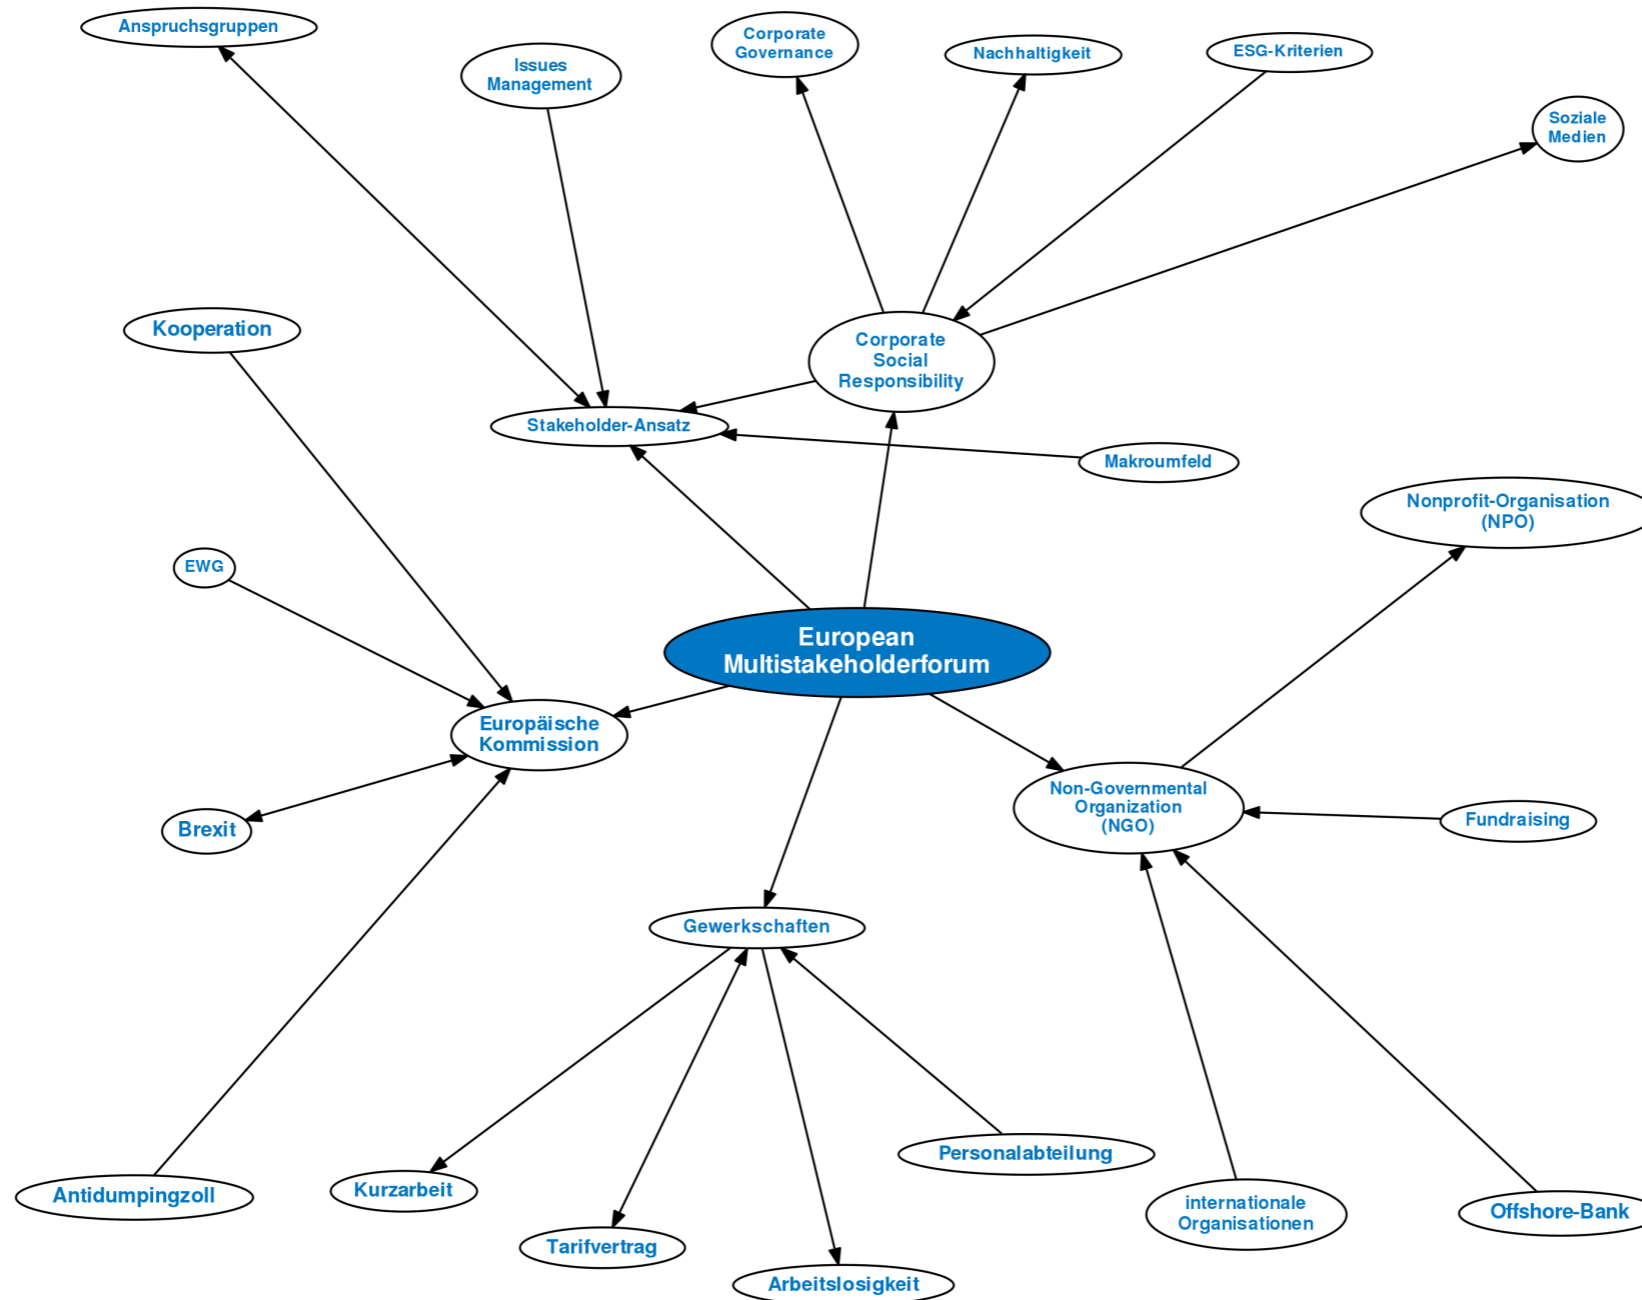 Anspruchsgruppen
Issues
Management
Corporate
Governance
Nachhaltigkeit
ESG-Kriterien
Soziale
Medien
Kooperation
Corporate
Social
Responsibility
Stakeholder-Ansatz
Makroumfeld
Nonprofit-Organisation
(NPO)
EWG
European
Multistakeholderforum
Europäische
Kommission
Brexit
Non-Governmental
Organization
(NGO)
Fundraising
Gewerkschaften
Personalabteilung
Antidumpingzoll
Kurzarbeit
internationale
Organisationen
Offshore-Bank
Tarifvertrag
Arbeitslosigkeit